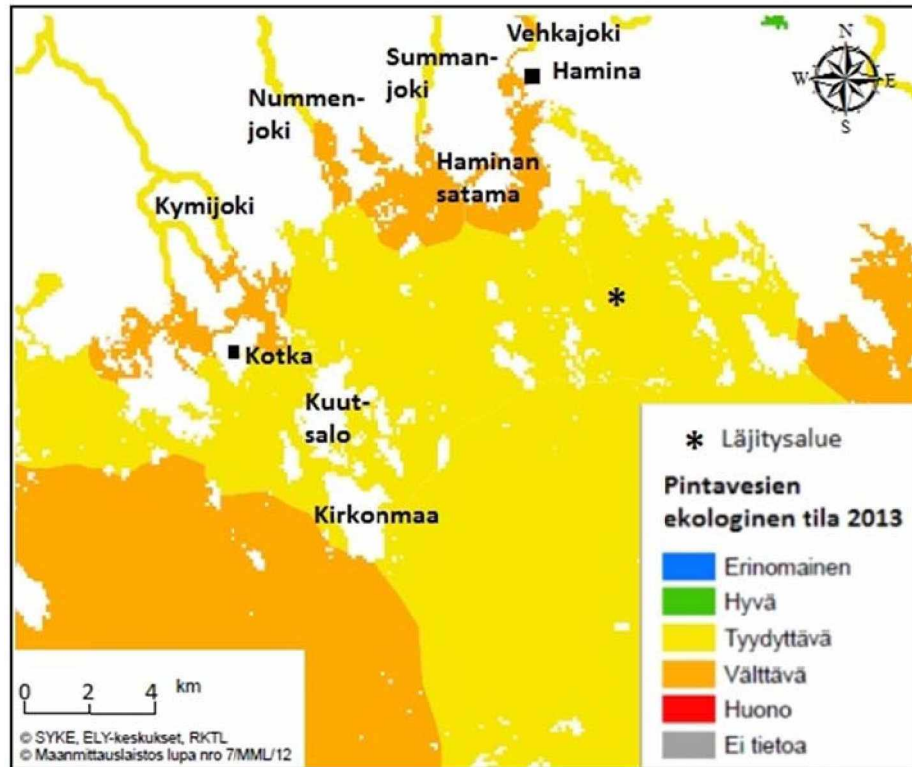 Vehkajoki
Summan-
joki
Hamina
N
W
E
S
Nummen-
joki
Haminan
satama
Kymijoki
*
Kotka
Kuut-
salo
Kirkonmaa
* Läjitysalue
Pintavesien
ekologinen tila 2013
Erinomainen
Hyvä
Tyydyttävä
Välttävä
Huono
Ei tietoa
0 2 4 km
© SYKE, ELY-keskukset, RKTL
© Maanmittauslaistos lupa nro 7/MML/12